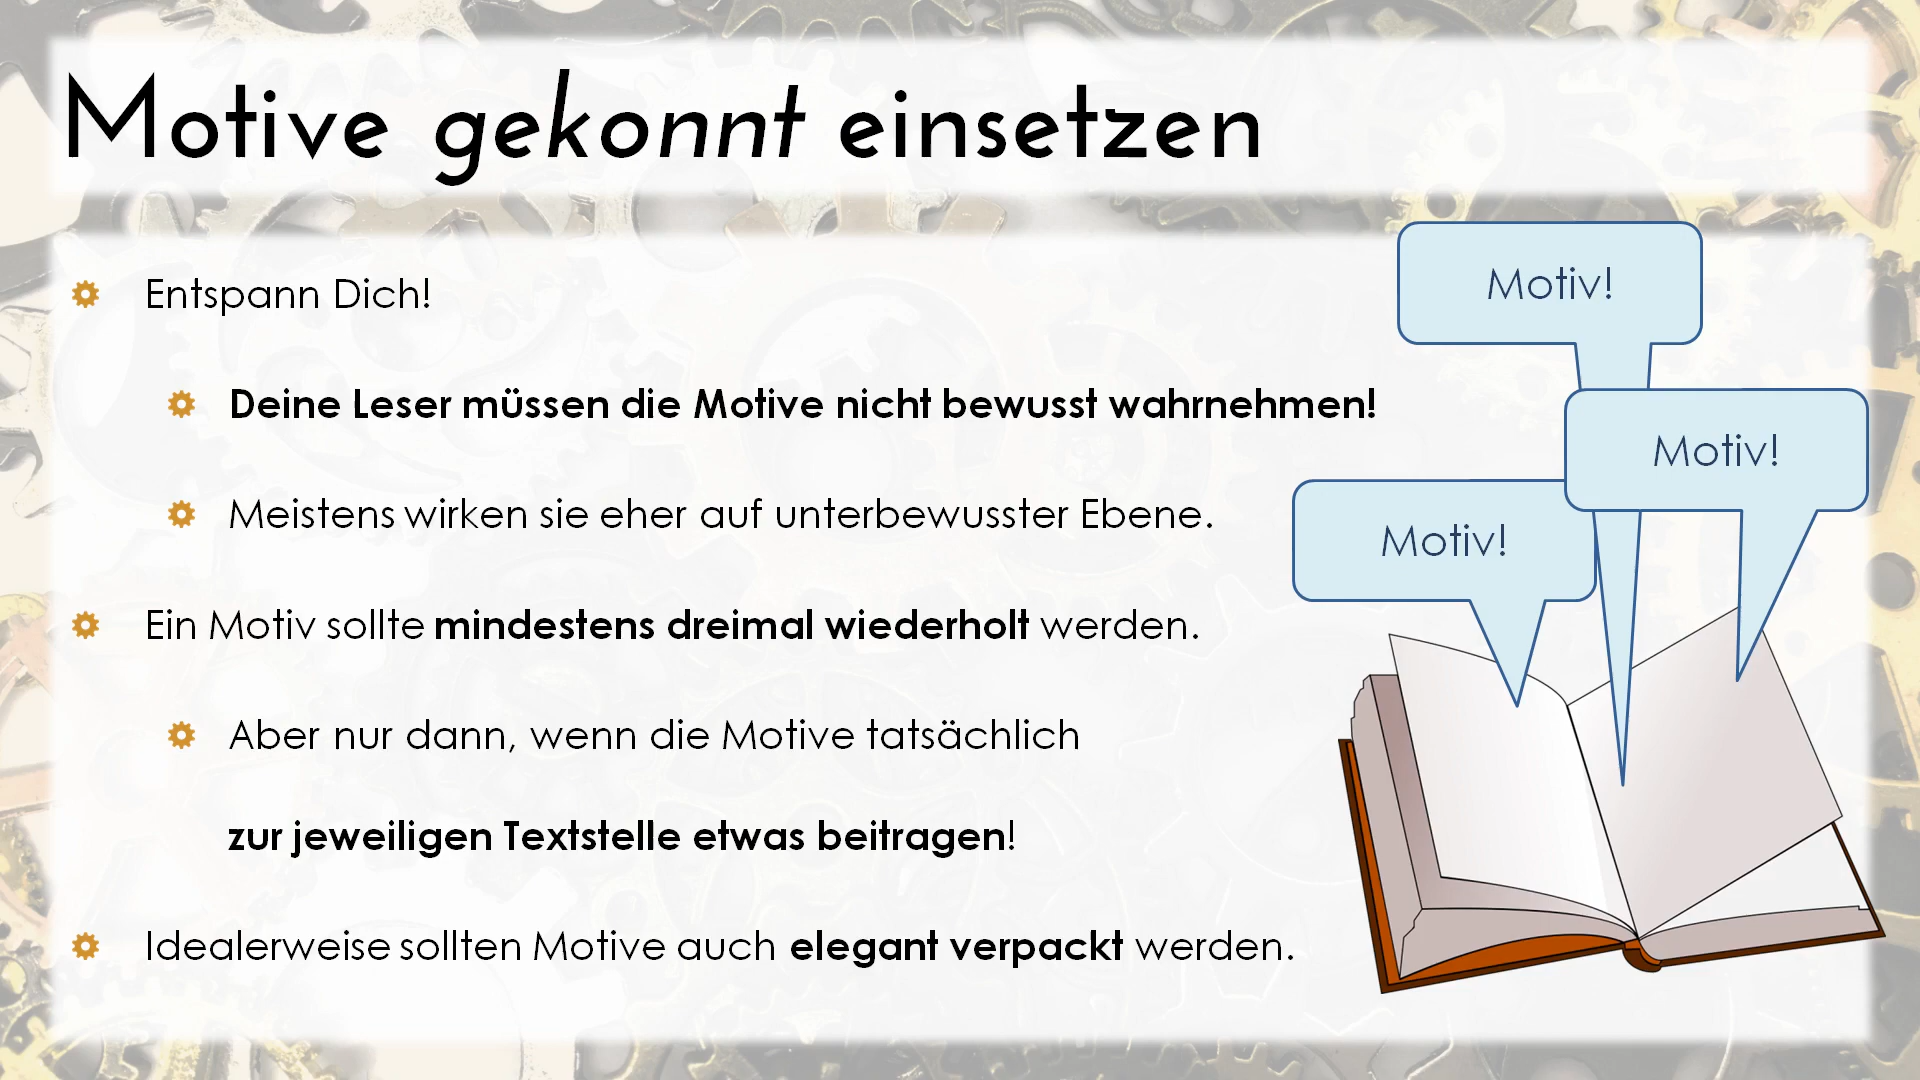 Motive gekonnt einsetzen
Entspann Dich!
Deine Leser müssen die Motive nicht bewusst wahrnehmen!
Meistens wirken sie eher auf unterbewusster Ebene.
Ein Motiv sollte mindestens dreimal wiederholt werden.
Aber nur dann, wenn die Motive tatsächlich
zur jeweiligen Textstelle etwas beitragen!
Idealerweise sollten Motive auch elegant verpackt werden.
Motiv!
Motiv!
Motiv!